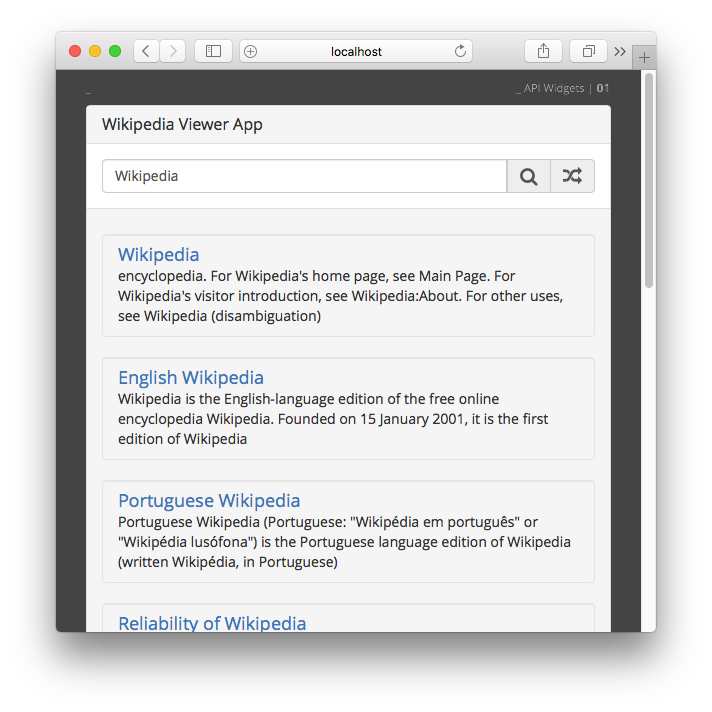 localhost
_
_ API Widgets | 01
Wikipedia Viewer App
Wikipedia
Wikipedia
encyclopedia. For Wikipedia's home page, see Main Page. For
Wikipedia's visitor introduction, see Wikipedia:About. For other uses,
see Wikipedia (disambiguation)
English Wikipedia
Wikipedia is the English-language edition of the free online
encyclopedia Wikipedia. Founded on 15 January 2001, it is the first
edition of Wikipedia
Portuguese Wikipedia
Portuguese Wikipedia (Portuguese: "Wikipédia em português" or
"Wikipédia lusófona") is the Portuguese language edition of Wikipedia
(written Wikipédia, in Portuguese)
Reliability of Wikipedia